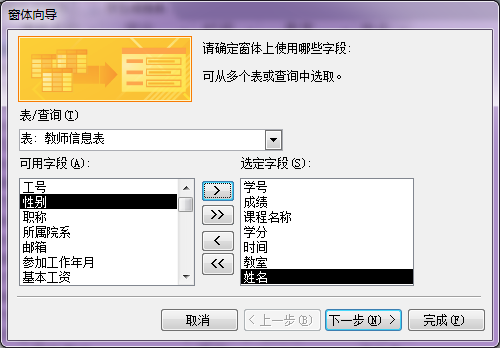 窗体向导
请确定窗体上使用哪些字段:
可从多个表或查询中选取。
表/查询(T)
表: 教师信息表
可用字段(A):
选定字段(S):
工号
性别
职称
所属院系
邮箱
参加工作年月
基本工资
>
>>
<
<<
学号
成绩
课程名称
学分
时间
教室
姓名
取消
< 上一步(B)
下一步(N) >
完成(F)